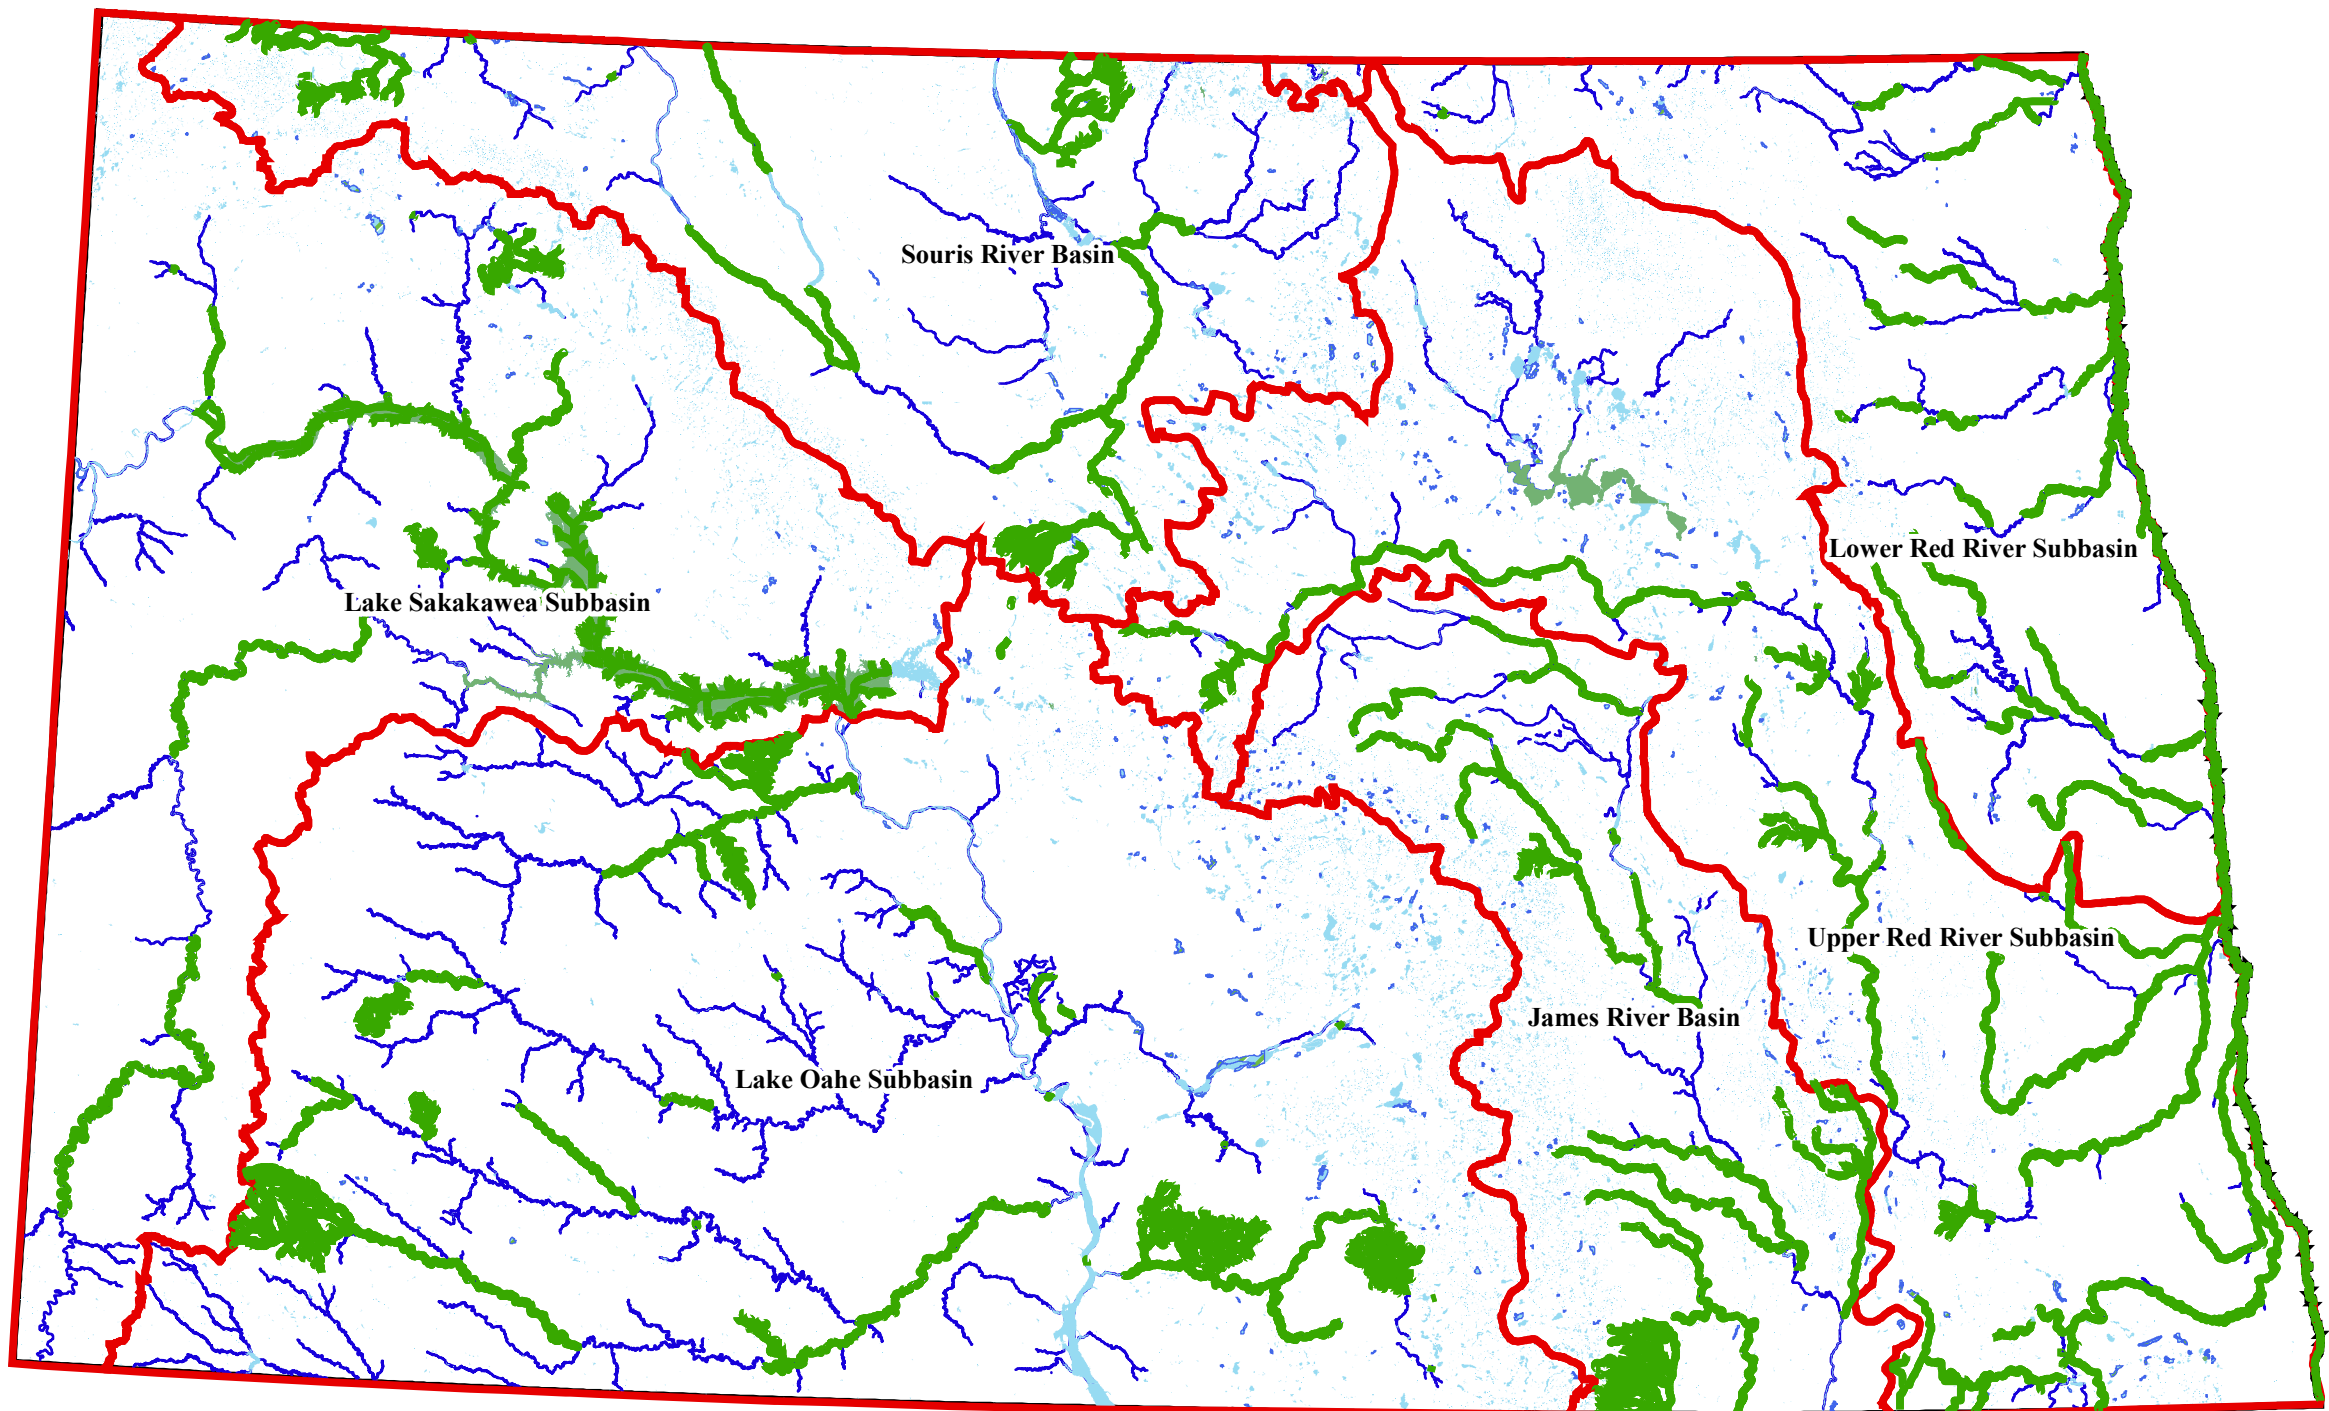 Souris River Basin
Lower Red River Subbasin
Lake Sakakawea Subbasin
Upper Red River Subbasin
James River Basin
Lake Oahe Subbasin